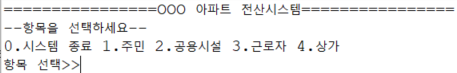 ================OOO 아파트 전산시스템================
--항목을 선택하세요--
0.시스템 종료 1.주민 2.공용시설 3.근로자 4.상가
항목 선택>>